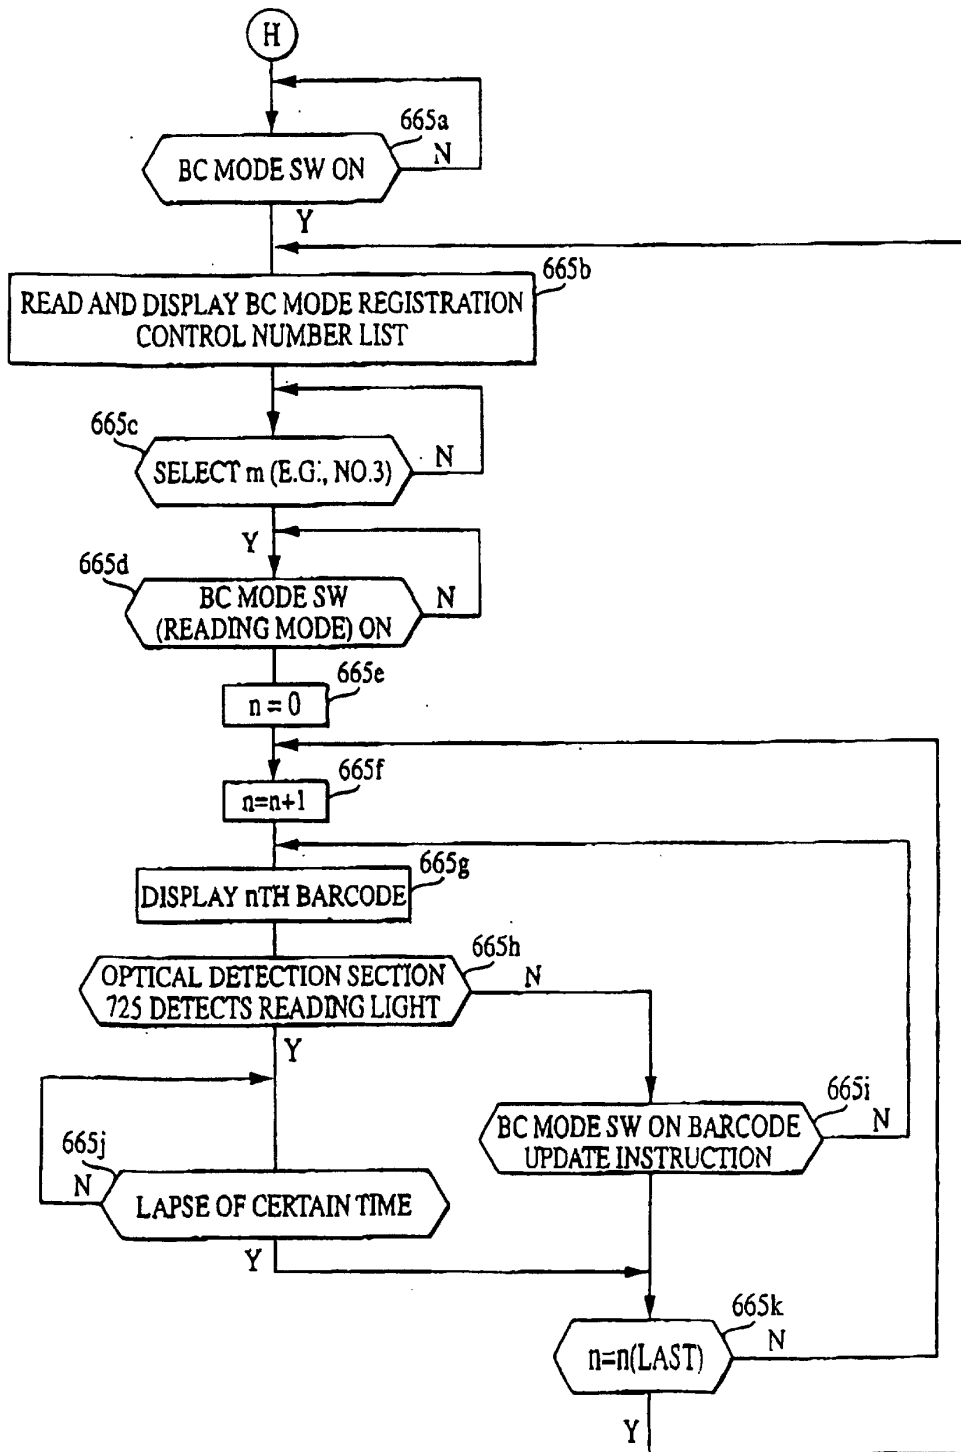 H
665a
BC MODE SW ON
N
Y
665b
READ AND DISPLAY BC MODE REGISTRATION
CONTROL NUMBER LIST
665c
SELECT m (E.G., NO.3)
N
Y
665d
BC MODE SW
(READING MODE) ON
N
665e
n = 0
665f
n=n+1
665g
DISPLAY nTH BARCODE
665h
OPTICAL DETECTION SECTION
725 DETECTS READING LIGHT
N
Y
665i
BC MODE SW ON BARCODE
UPDATE INSTRUCTION
N
665j
N
LAPSE OF CERTAIN TIME
Y
665k
n=n(LAST)
N
Y